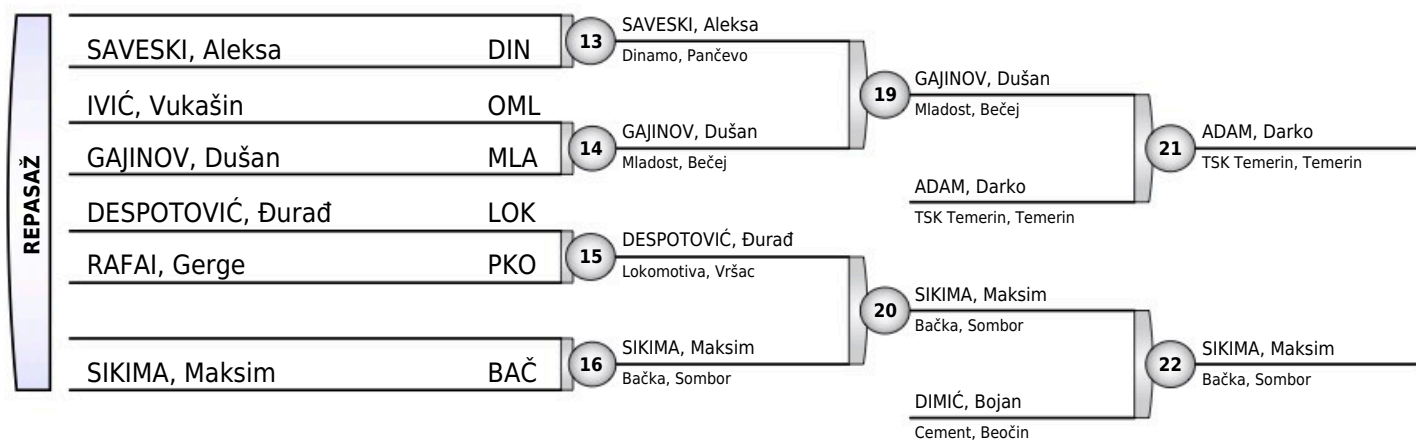 REPASAŽ
SAVESKI, Aleksa DIN
IVIĆ, Vukašin OML
GAJINOV, Dušan MLA
DESPOTOVIĆ, Đurađ LOK
RAFAI, Gerge PKO
SIKIMA, Maksim BAČ
13
SAVESKI, Aleksa
Dinamo, Pančevo
14
GAJINOV, Dušan
Mladost, Bečej
15
DESPOTOVIĆ, Đurađ
Lokomotiva, Vršac
16
SIKIMA, Maksim
Bačka, Sombor
19
GAJINOV, Dušan
Mladost, Bečej
ADAM, Darko
TSK Temerin, Temerin
20
SIKIMA, Maksim
Bačka, Sombor
DIMIĆ, Bojan
Cement, Beočin
21
ADAM, Darko
TSK Temerin, Temerin
22
SIKIMA, Maksim
Bačka, Sombor